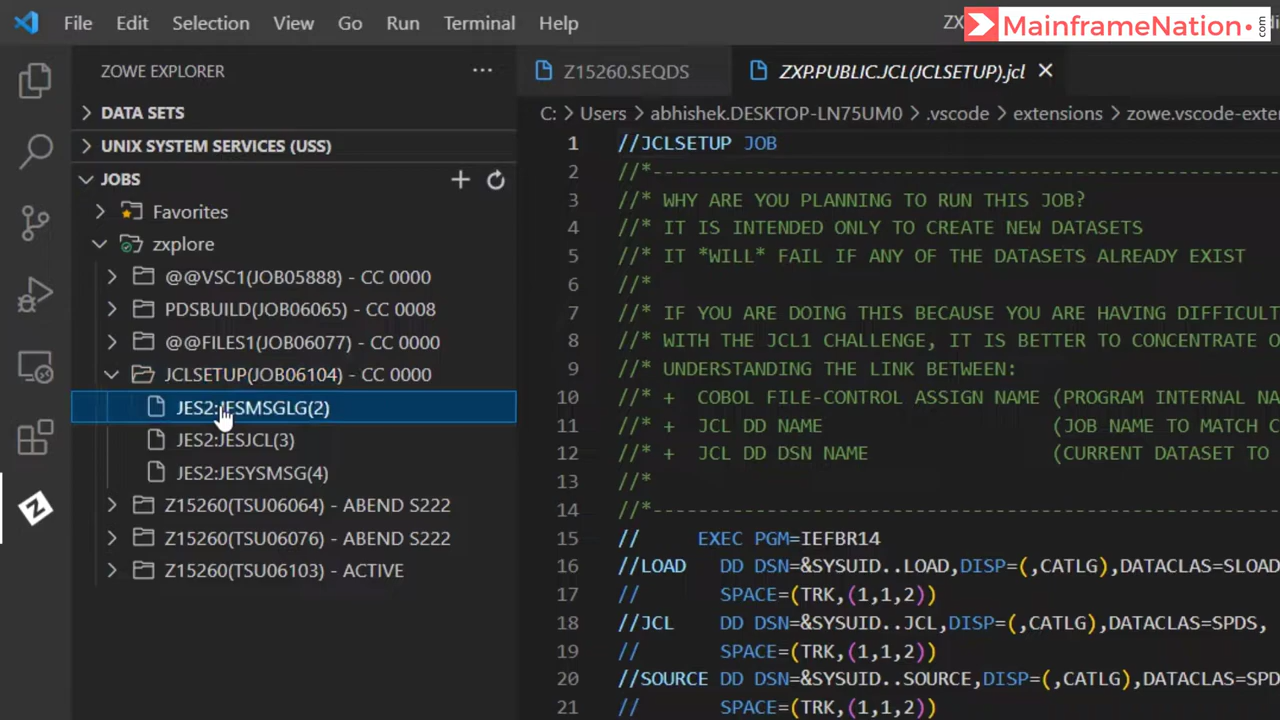 File Edit Selection View Go Run Terminal Help
MainframeNation.com
ZOWE EXPLORER
DATA SETS
UNIX SYSTEM SERVICES (USS)
JOBS
Favorites
zxplore
@@VSC1(JOB05888) - CC 0000
PDSBUILD(JOB06065) - CC 0008
@@FILES1(JOB06077) - CC 0000
JCLSETUP(JOB06104) - CC 0000
JES2:JESMSGLG(2)
JES2:JESJCL(3)
JES2:JESYSMSG(4)
Z15260(TSU06064) - ABEND S222
Z15260(TSU06076) - ABEND S222
Z15260(TSU06103) - ACTIVE
Z15260.SEQDS ZXP.PUBLIC.JCL(JCLSETUP).jcl
C: > Users > abhishek.DESKTOP-LN75UM0 > .vscode > extensions > zowe.vscode-exte
1 //JCLSETUP JOB
2 //*-------------------------------------------------------
3 //* WHY ARE YOU PLANNING TO RUN THIS JOB?
4 //* IT IS INTENDED ONLY TO CREATE NEW DATASETS
5 //* IT *WILL* FAIL IF ANY OF THE DATASETS ALREADY EXIST
6 //*
7 //* IF YOU ARE DOING THIS BECAUSE YOU ARE HAVING DIFFICULT
8 //* WITH THE JCL1 CHALLENGE, IT IS BETTER TO CONCENTRATE O
9 //* UNDERSTANDING THE LINK BETWEEN:
10 //* + COBOL FILE-CONTROL ASSIGN NAME (PROGRAM INTERNAL NA
11 //* + JCL DD NAME (JOB NAME TO MATCH C
12 //* + JCL DD DSN NAME (CURRENT DATASET TO
13 //*
14 //*-------------------------------------------------------
15 // EXEC PGM=IEFBR14
16 //LOAD DD DSN=&SYSUID..LOAD,DISP=(,CATLG),DATACLAS=SLOAD
17 // SPACE=(TRK,(1,1,2))
18 //JCL DD DSN=&SYSUID..JCL,DISP=(,CATLG),DATACLAS=SPDS,
19 // SPACE=(TRK,(1,1,2))
20 //SOURCE DD DSN=&SYSUID..SOURCE,DISP=(,CATLG),DATACLAS=SPD
21 // SPACE=(TRK,(1,1,2))